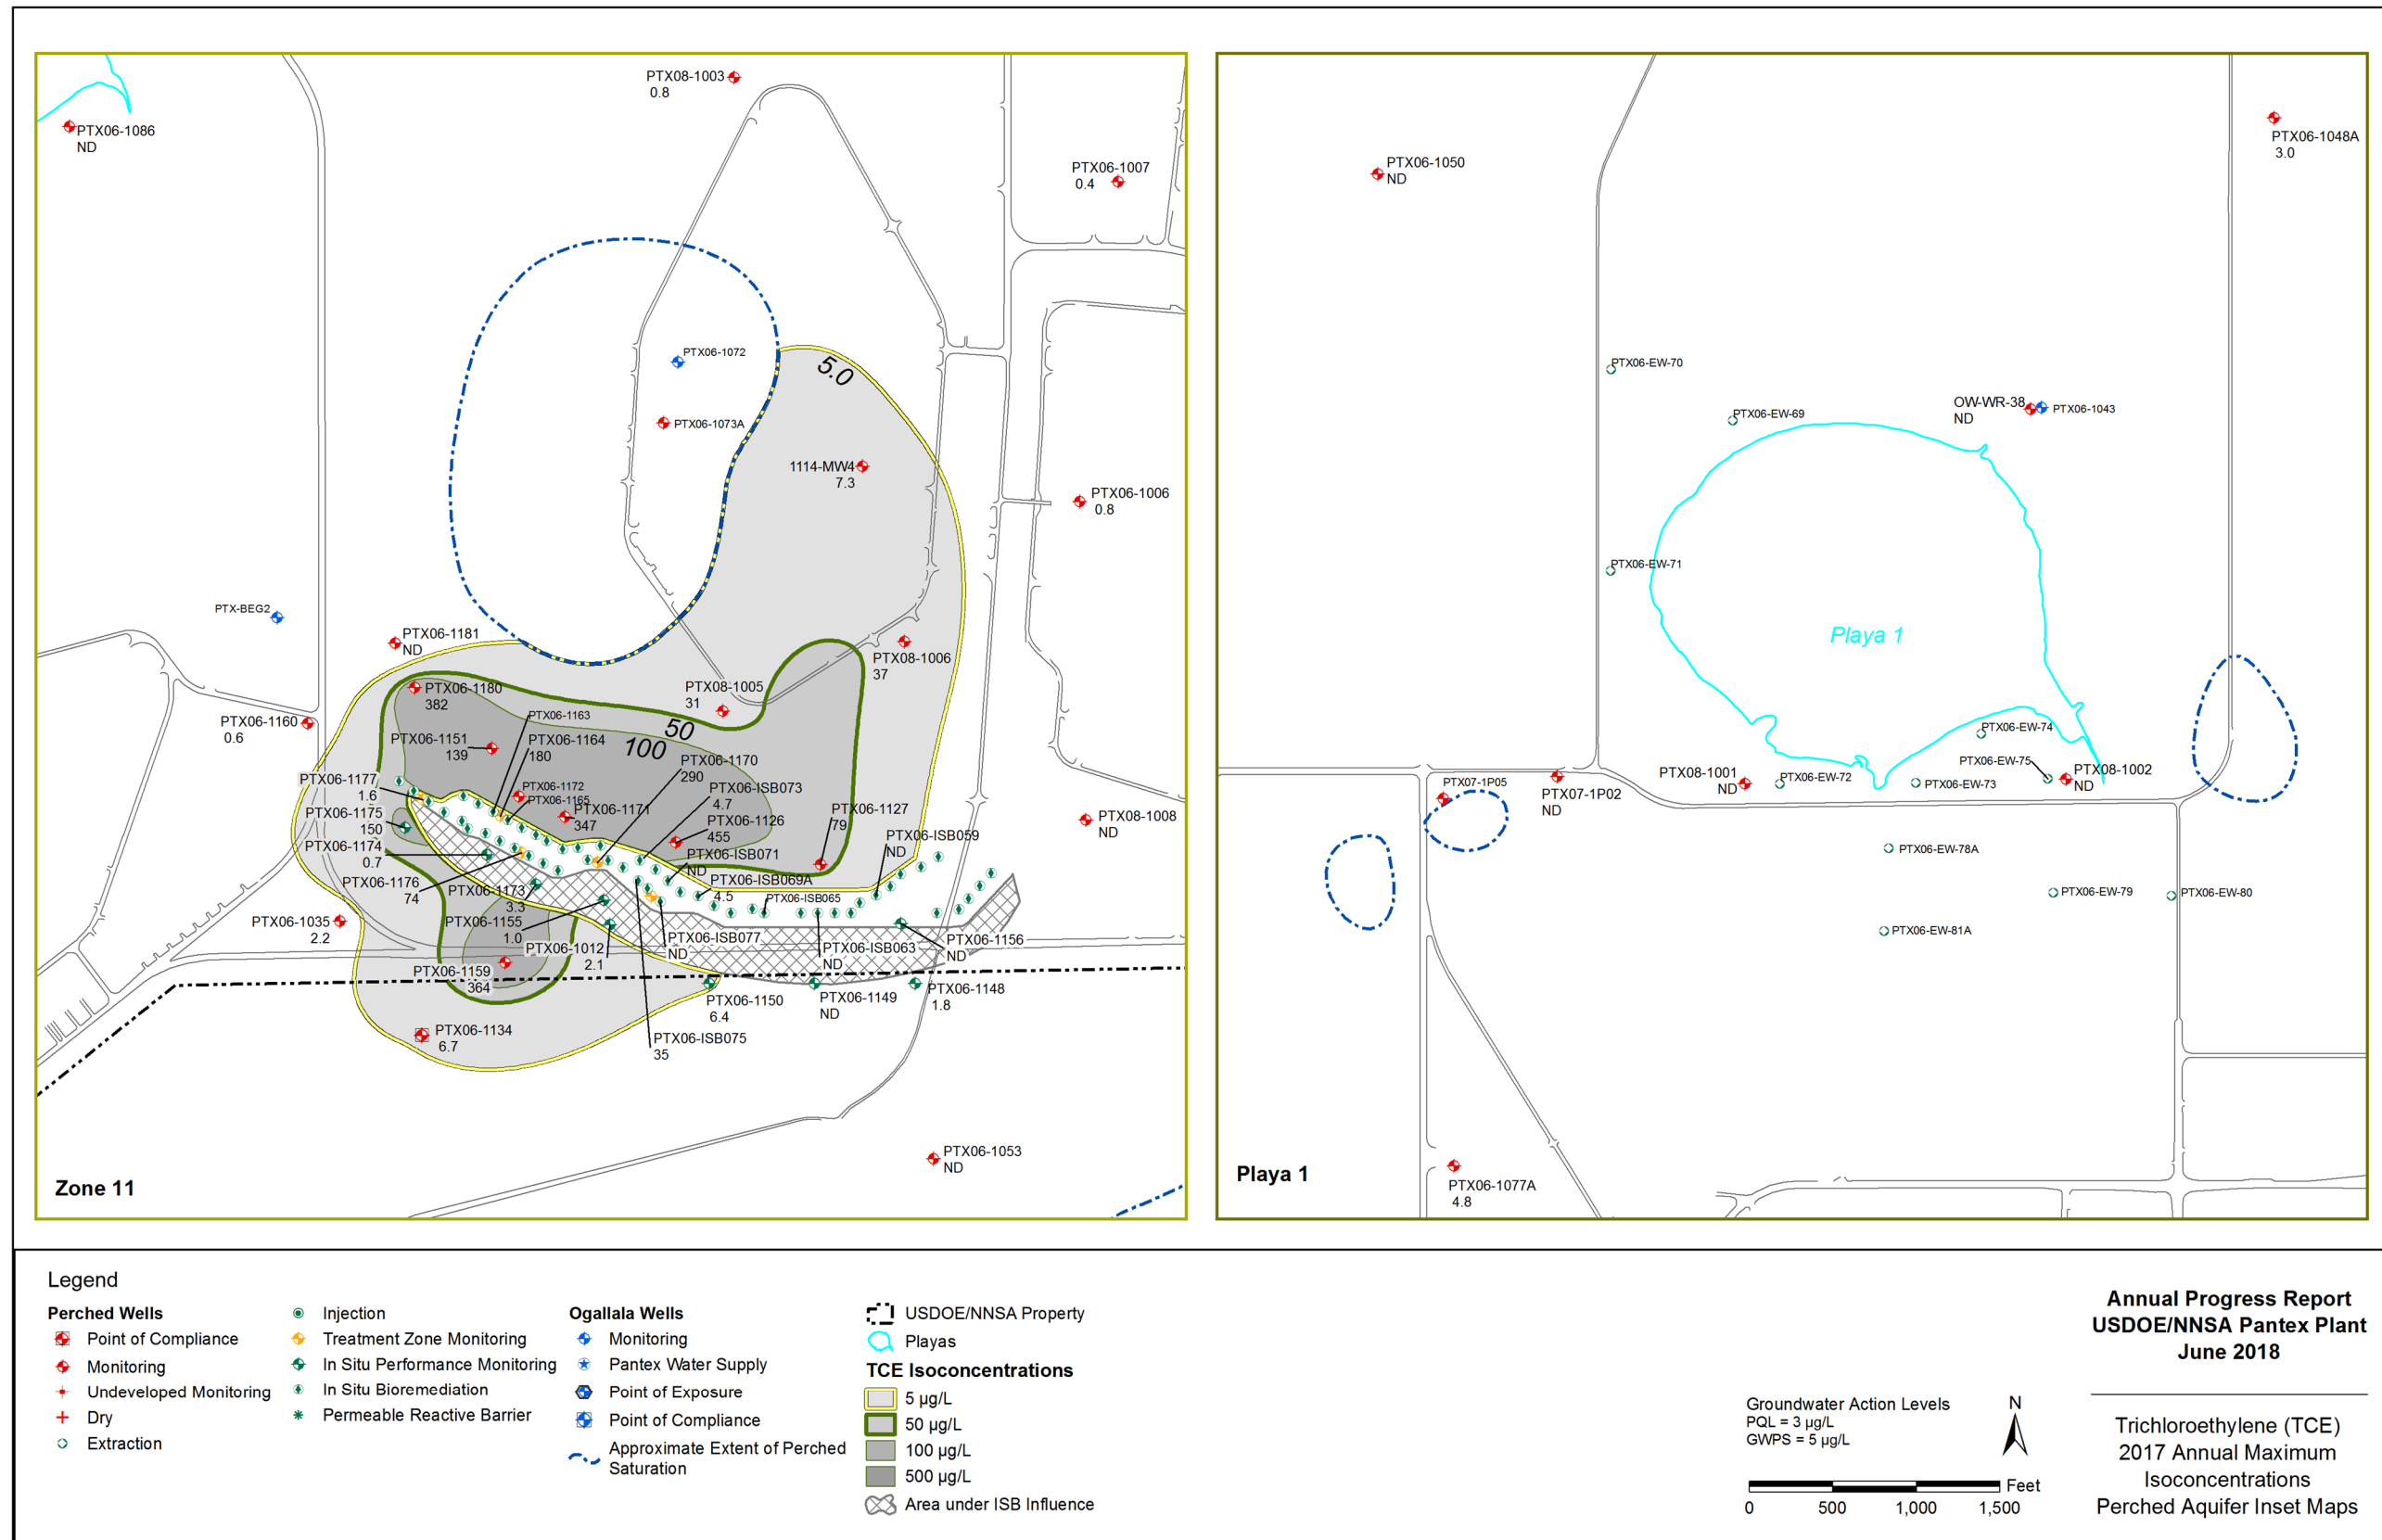 PTX08-1003
0.8
PTX06-1086
ND
PTX06-1007
0.4
PTX06-1072
5.0
PTX06-1073A
1114-MW4
7.3
PTX06-1006
0.8
PTX-BEG2
PTX06-1181
ND
PTX08-1006
37
PTX06-1180
382
PTX08-1005
31
PTX06-1160
0.6
PTX06-1163
50
100
PTX06-1151
139
PTX06-1164
180
PTX06-1170
290
PTX06-1177
1.6
PTX06-1172
PTX06-1165
PTX06-ISB073
4.7
PTX06-1175
150
PTX06-1171
347
PTX06-1127
79
PTX06-1126
455
PTX06-ISB059
ND
PTX08-1008
ND
PTX06-1174
0.7
PTX06-ISB071
ND
PTX06-1176
74
PTX06-1173
3.3
PTX06-ISB069A
4.5
PTX06-ISB065
PTX06-1035
2.2
PTX06-1155
1.0
PTX06-1012
2.1
PTX06-ISB077
ND
PTX06-ISB063
ND
PTX06-1156
ND
PTX06-1159
364
PTX06-1150
6.4
PTX06-1149
ND
PTX06-1148
1.8
PTX06-1134
6.7
PTX06-ISB075
35
PTX06-1053
ND
Zone 11
PTX06-1048A
3.0
PTX06-1050
ND
PTX06-EW-70
PTX06-EW-69
OW-WR-38
ND
PTX06-1043
PTX06-EW-71
Playa 1
PTX06-EW-74
PTX06-EW-75
PTX08-1001
ND
PTX06-EW-72
PTX06-EW-73
PTX08-1002
ND
PTX07-1P05
PTX07-1P02
ND
PTX06-EW-78A
PTX06-EW-79
PTX06-EW-80
PTX06-EW-81A
PTX06-1077A
4.8
Playa 1
Legend
Perched Wells
Point of Compliance
Monitoring
Undeveloped Monitoring
Dry
Extraction
Injection
Treatment Zone Monitoring
In Situ Performance Monitoring
In Situ Bioremediation
Permeable Reactive Barrier
Ogallala Wells
Monitoring
Pantex Water Supply
Point of Exposure
Point of Compliance
Approximate Extent of Perched
Saturation
USDOE/NNSA Property
Playas
TCE Isoconcentrations
5 µg/L
50 µg/L
100 µg/L
500 µg/L
Area under ISB Influence
Groundwater Action Levels
PQL = 3 µg/L
GWPS = 5 µg/L
N
Feet
0 500 1,000 1,500
Annual Progress Report
USDOE/NNSA Pantex Plant
June 2018
Trichloroethylene (TCE)
2017 Annual Maximum
Isoconcentrations
Perched Aquifer Inset Maps